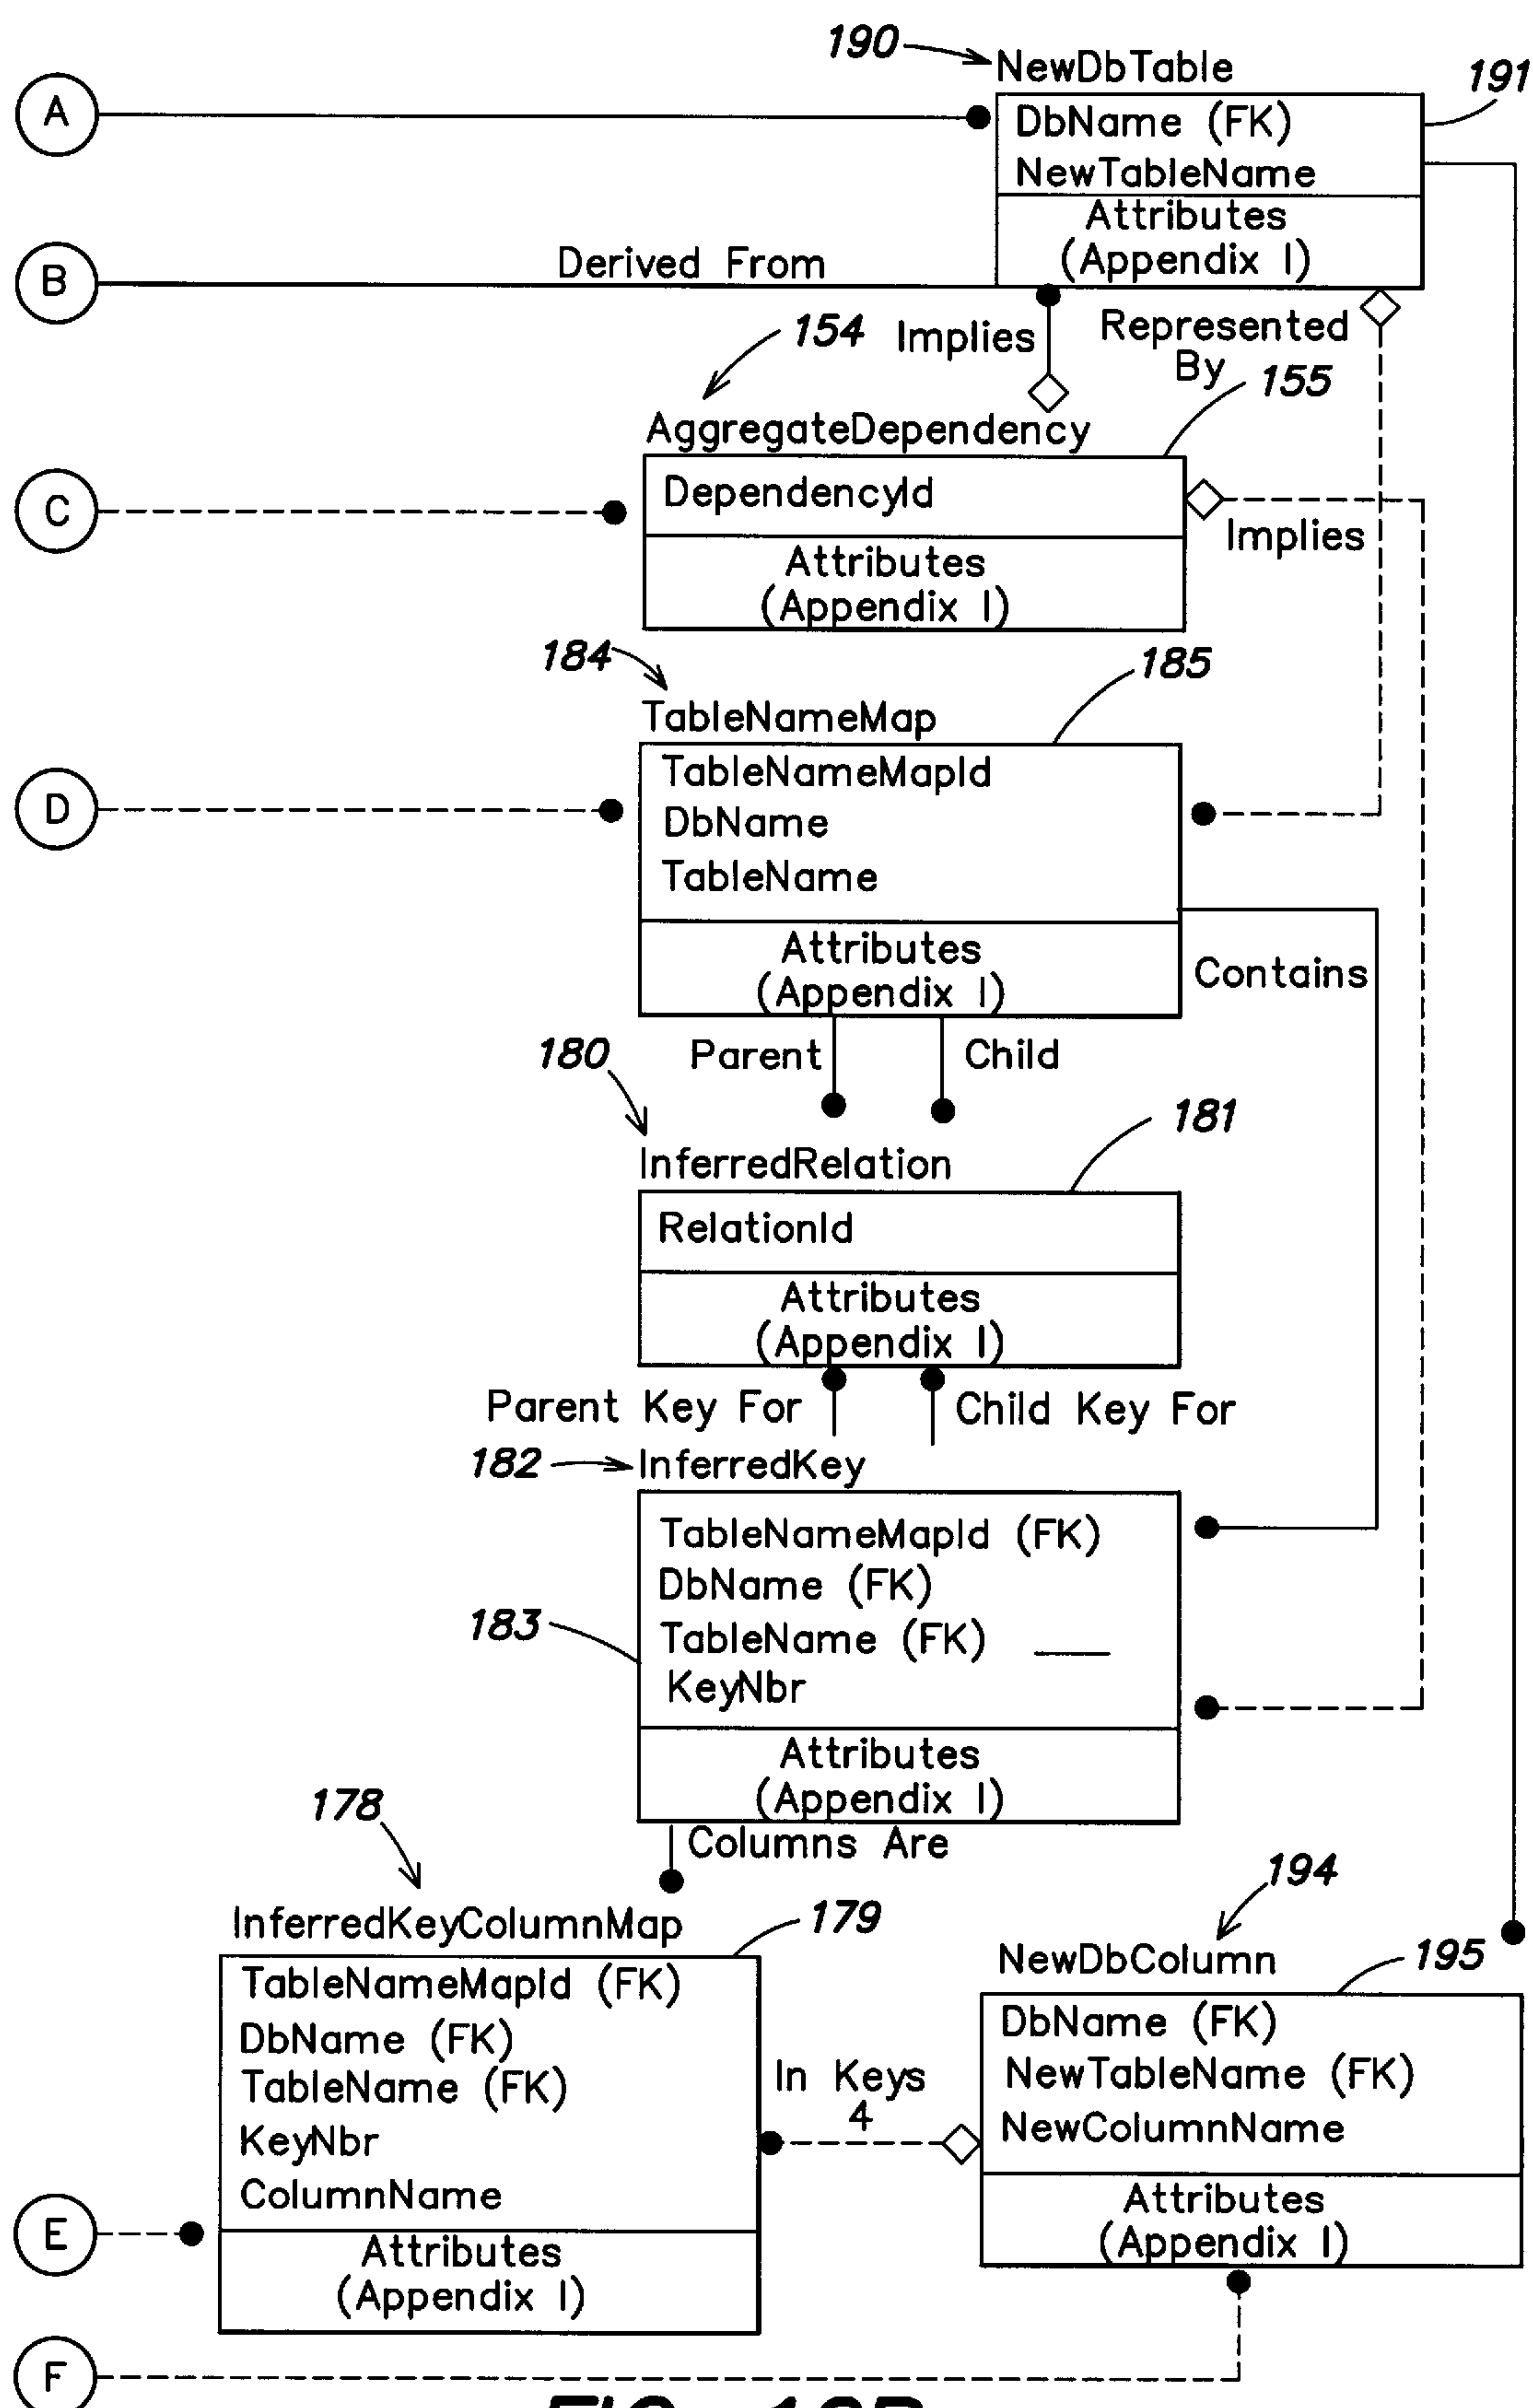 190
NewDbTable
191
A
DbName (FK)
NewTableName
Attributes
(Appendix I)
B
Derived From
154
Implies
Represented
By
155
AggregateDependency
C
DependencyId
Implies
Attributes
(Appendix I)
184
185
TableNameMap
D
TableNameMapId
DbName
TableName
Attributes
(Appendix I)
Contains
Parent
Child
180
181
InferredRelation
RelationId
Attributes
(Appendix I)
Parent Key For
Child Key For
182
InferredKey
TableNameMapId (FK)
DbName (FK)
183
TableName (FK)
KeyNbr
Attributes
(Appendix I)
178
Columns Are
194
InferredKeyColumnMap
179
NewDbColumn
195
TableNameMapId (FK)
DbName (FK)
TableName (FK)
KeyNbr
ColumnName
In Keys
4
DbName (FK)
NewTableName (FK)
NewColumnName
E
Attributes
(Appendix I)
Attributes
(Appendix I)
F